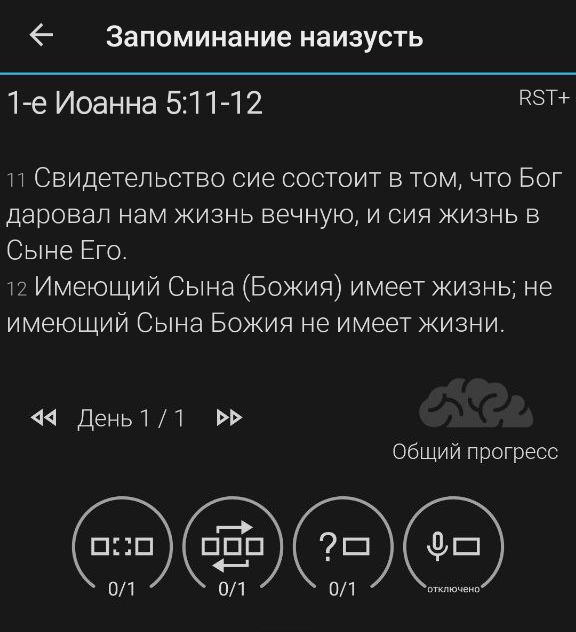 Запоминание наизусть
1-е Иоанна 5:11-12
RST+
11 Свидетельство сие состоит в том, что Бог
даровал нам жизнь вечную, и сия жизнь в
Сыне Его.
12 Имеющий Сына (Божия) имеет жизнь; не
имеющий Сына Божия не имеет жизни.
День 1 / 1
Общий прогресс
0/1
0/1
?
0/1
отключено